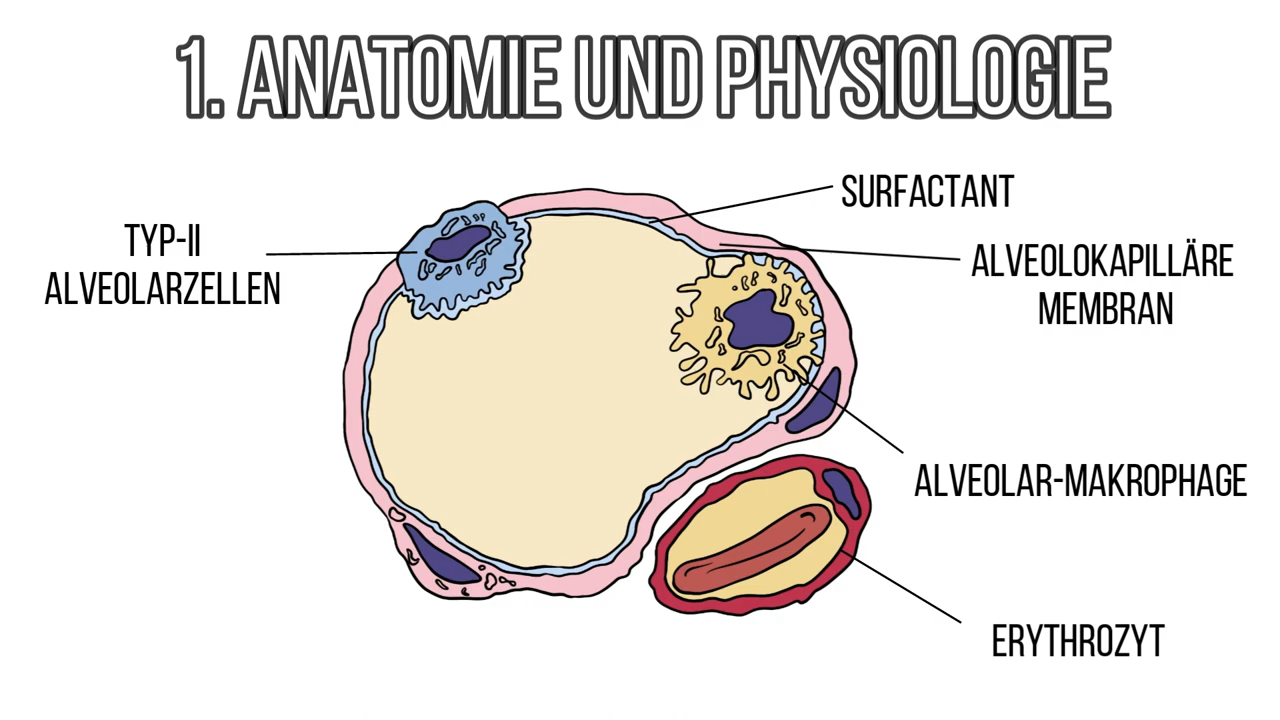 1. ANATOMIE UND PHYSIOLOGIE
SURFACTANT
TYP-II
ALVEOLARZELLEN
ALVEOLOKAPILLÄRE
MEMBRAN
ALVEOLAR-MAKROPHAGE
ERYTHROZYT